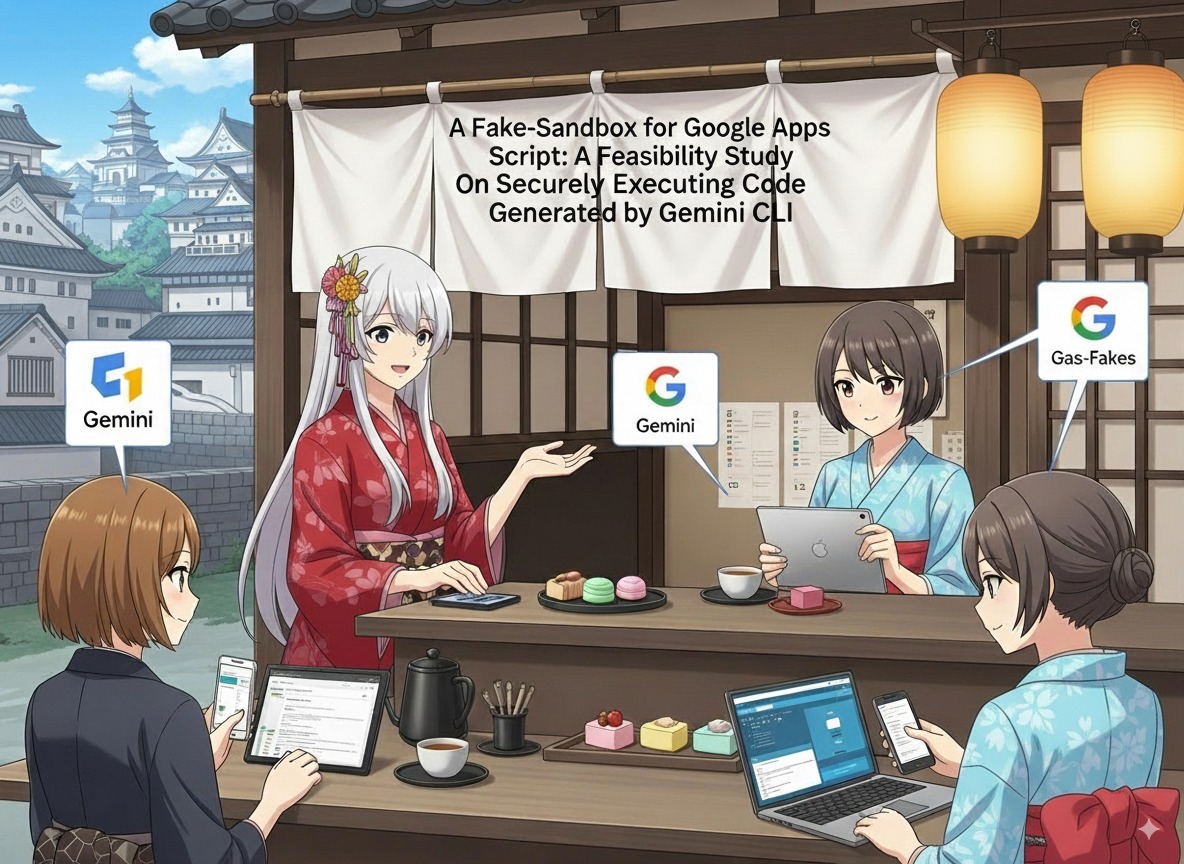 A Fake-Sandbox for Google Apps
Script: A Feasibility Study
On Securely Executing Code
Generated by Gemini CLI
Gemini
Gemini
Gas-Fakes